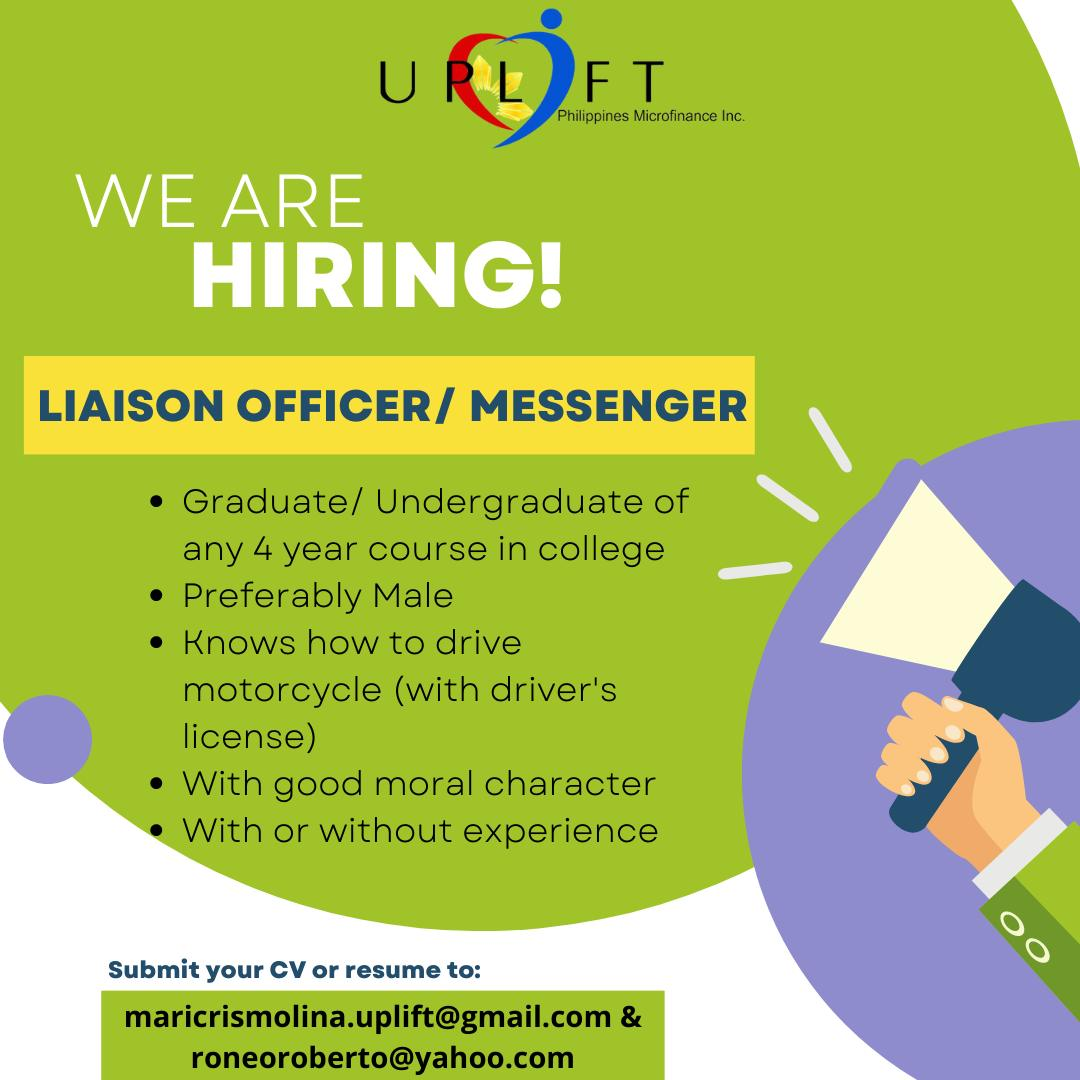 UPLIFT
Philippines Microfinance Inc.
WE ARE
HIRING!
LIAISON OFFICER/ MESSENGER
• Graduate/ Undergraduate of
any 4 year course in college
• Preferably Male
• Knows how to drive
motorcycle (with driver's
license)
• With good moral character
• With or without experience
Submit your CV or resume to:
maricrismolina.uplift@gmail.com &
roneoroberto@yahoo.com